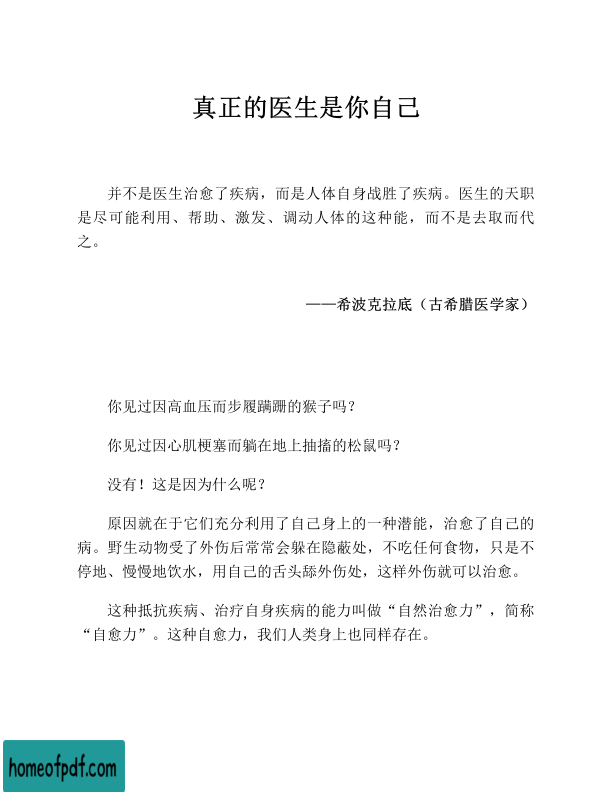 真正的医生是你自己
并不是医生治愈了疾病，而是人体自身战胜了疾病。医生的天职
是尽可能利用、帮助、激发、调动人体的这种能，而不是去取而代
之。
——希波克拉底（古希腊医学家）
你见过因高血压而步履蹒跚的猴子吗？
你见过因心肌梗塞而躺在地上抽搐的松鼠吗？
没有！这是因为什么呢？
原因就在于它们充分利用了自己身上的一种潜能，治愈了自己的
病。野生动物受了外伤后常常会躲在隐蔽处，不吃任何食物，只是不
停地、慢慢地饮水，用自己的舌头舔外伤处，这样外伤就可以治愈。
这种抵抗疾病、治疗自身疾病的能力叫做“自然治愈力”，简称
“自愈力”。这种自愈力，我们人类身上也同样存在。
homeofpdf.com